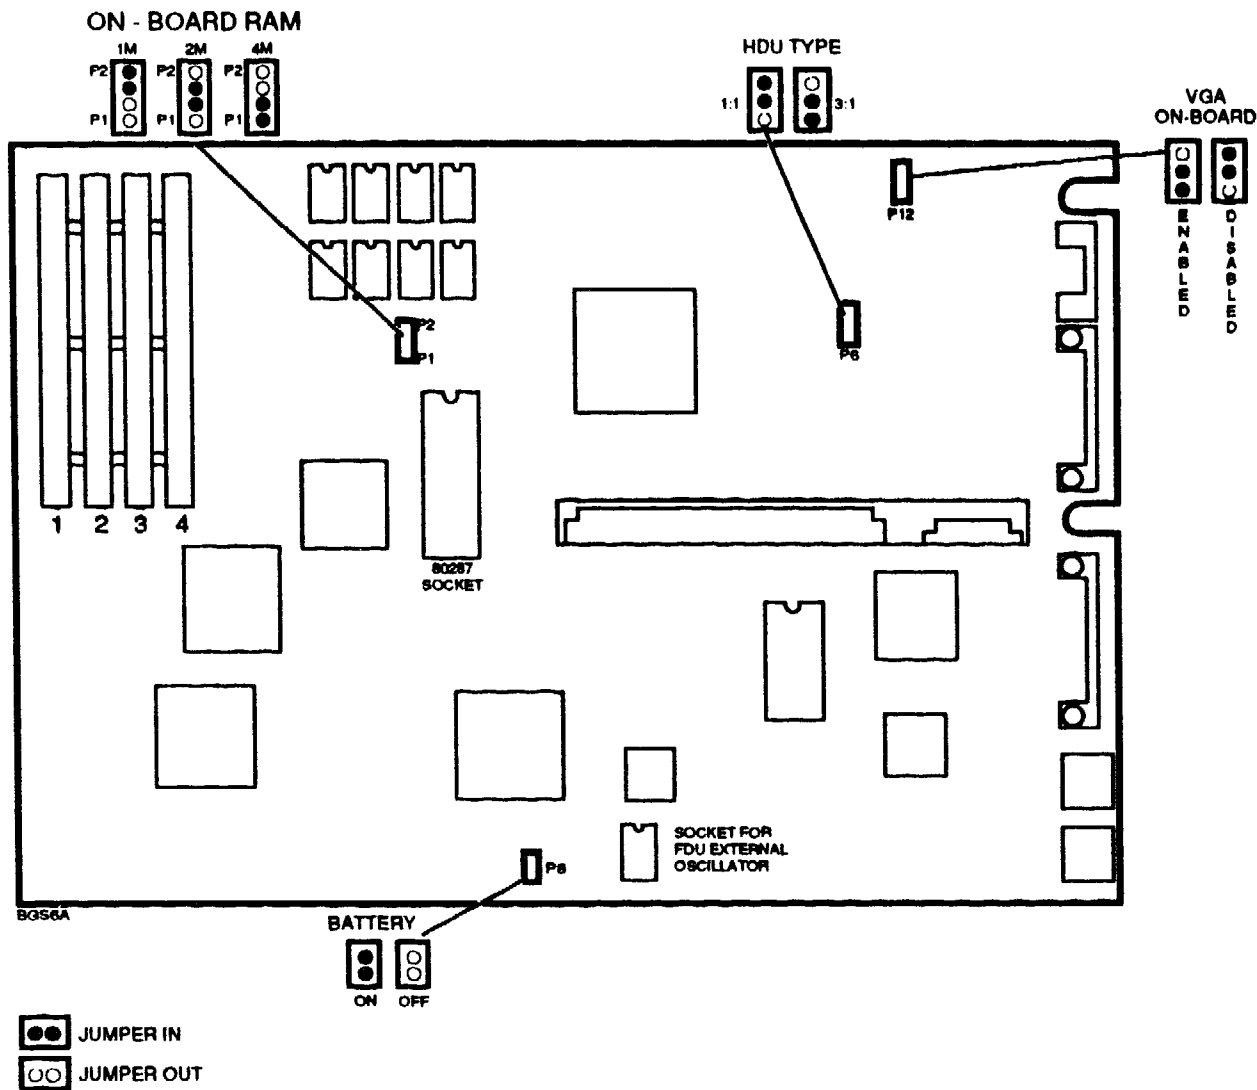 ON - BOARD RAM
1M 2M 4M
P2 P2 P2
P1 P1 P1
HDU TYPE
1:1 3:1
VGA
ON-BOARD
ENABLED
DISABLED
P12
P6
P2
P1
1 2 3 4
80287
SOCKET
SOCKET FOR
FDU EXTERNAL
OSCILLATOR
P8
BGS6A
BATTERY
ON OFF
JUMPER IN
JUMPER OUT